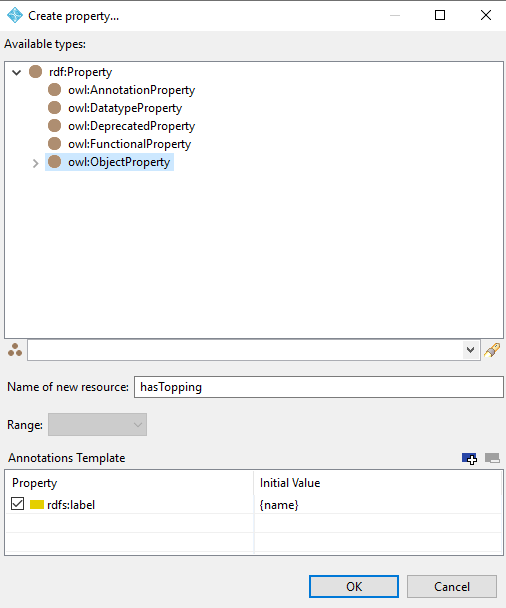 Create property...
Available types:
rdf:Property
owl:AnnotationProperty
owl:DatatypeProperty
owl:DeprecatedProperty
owl:FunctionalProperty
owl:ObjectProperty
Name of new resource: hasTopping
Range:
Annotations Template
Property Initial Value
rdfs:label {name}
OK Cancel